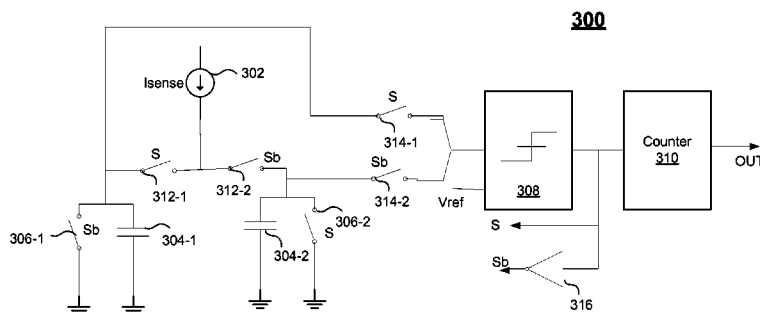 300
302
Isense
S
314-1
S
Sb
Sb
312-1
312-2
314-2
308
Vref
Counter
310
OUT
306-1
Sb
304-1
304-2
306-2
S
S
Sb
316